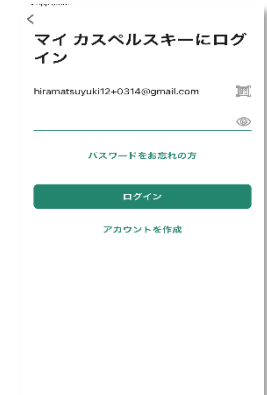 マイ カスペルスキーにログ
イン
hiramatsuyuki12+0314@gmail.com
パスワードをお忘れの方
ログイン
アカウントを作成